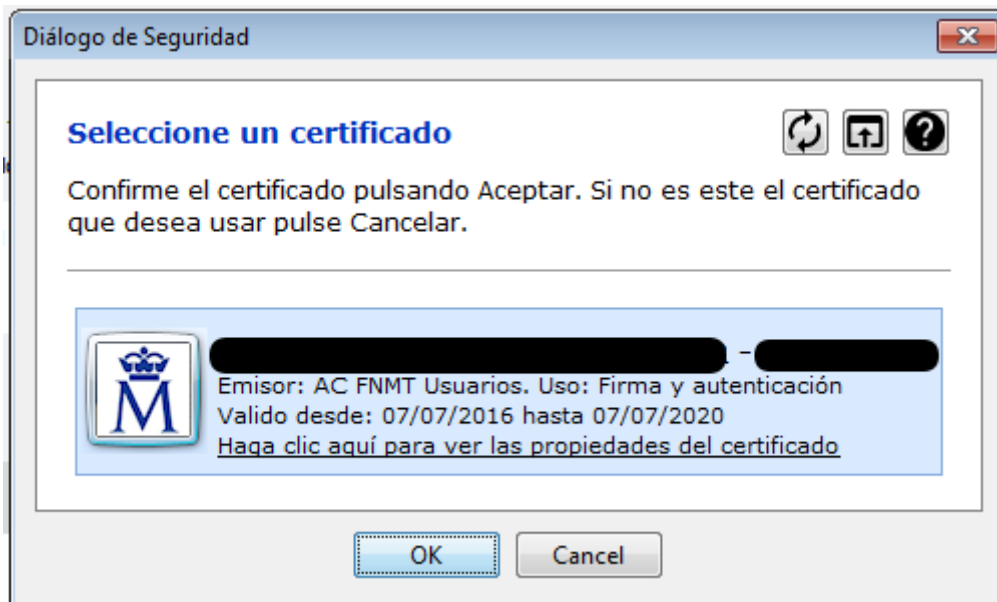 Diálogo de Seguridad
Seleccione un certificado
Confirme el certificado pulsando Aceptar. Si no es este el certificado
que desea usar pulse Cancelar.
-
Emisor: AC FNMT Usuarios. Uso: Firma y autenticación
Valido desde: 07/07/2016 hasta 07/07/2020
Haga clic aquí para ver las propiedades del certificado
OK
Cancel